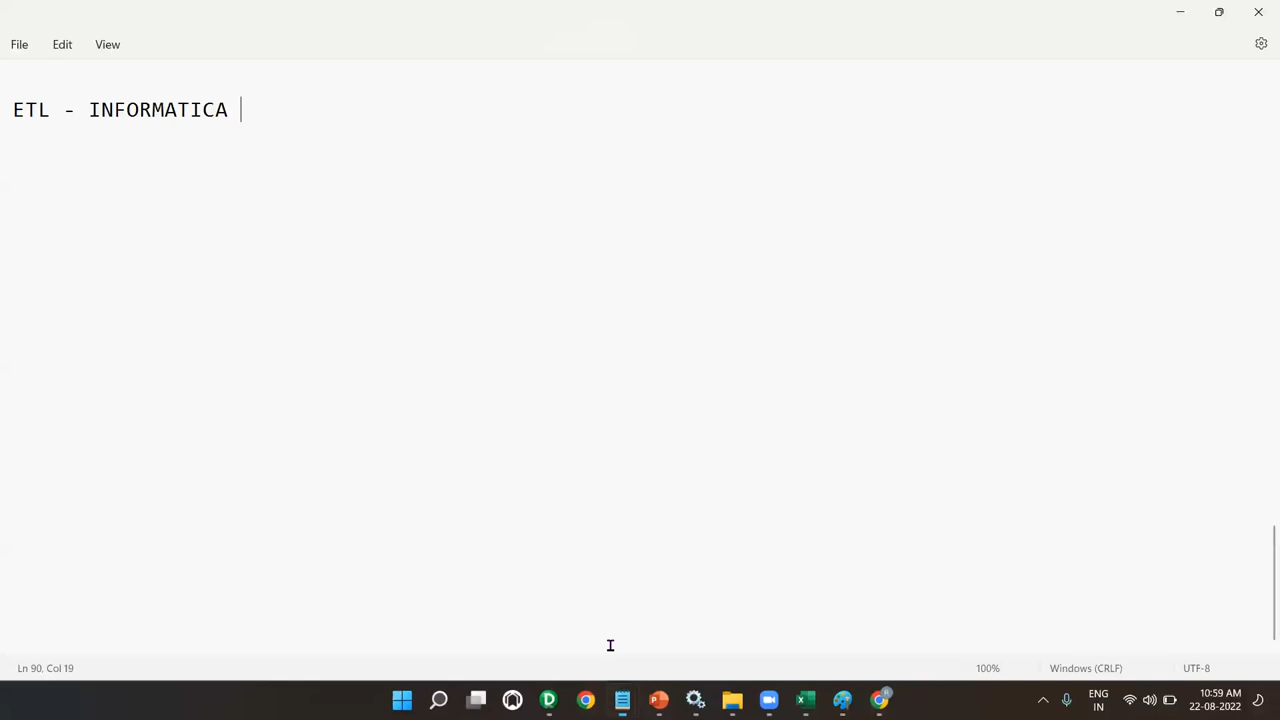 File Edit View
ETL - INFORMATICA
Ln 90, Col 19 100% Windows (CRLF) UTF-8
ENG 10:59 AM
IN 22-08-2022